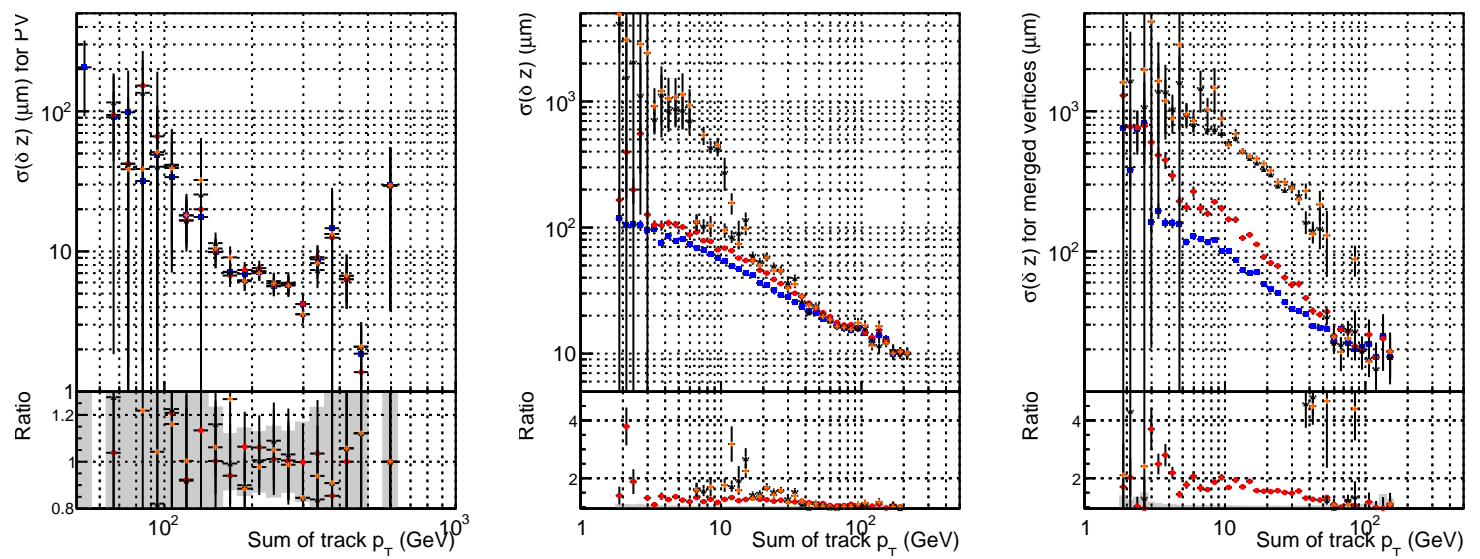 σ(δ z) (μm) for PV
10²
10
1
Ratio
1.2
1
0.8
10²
10³
Sum of track p_T (GeV)
σ(δ z) (μm)
10³
10²
10
Ratio
4
2
1
10
10²
Sum of track p_T (GeV)
σ(δ z) for merged vertices (μm)
10³
10²
Ratio
4
2
1
10
10²
Sum of track p_T (GeV)